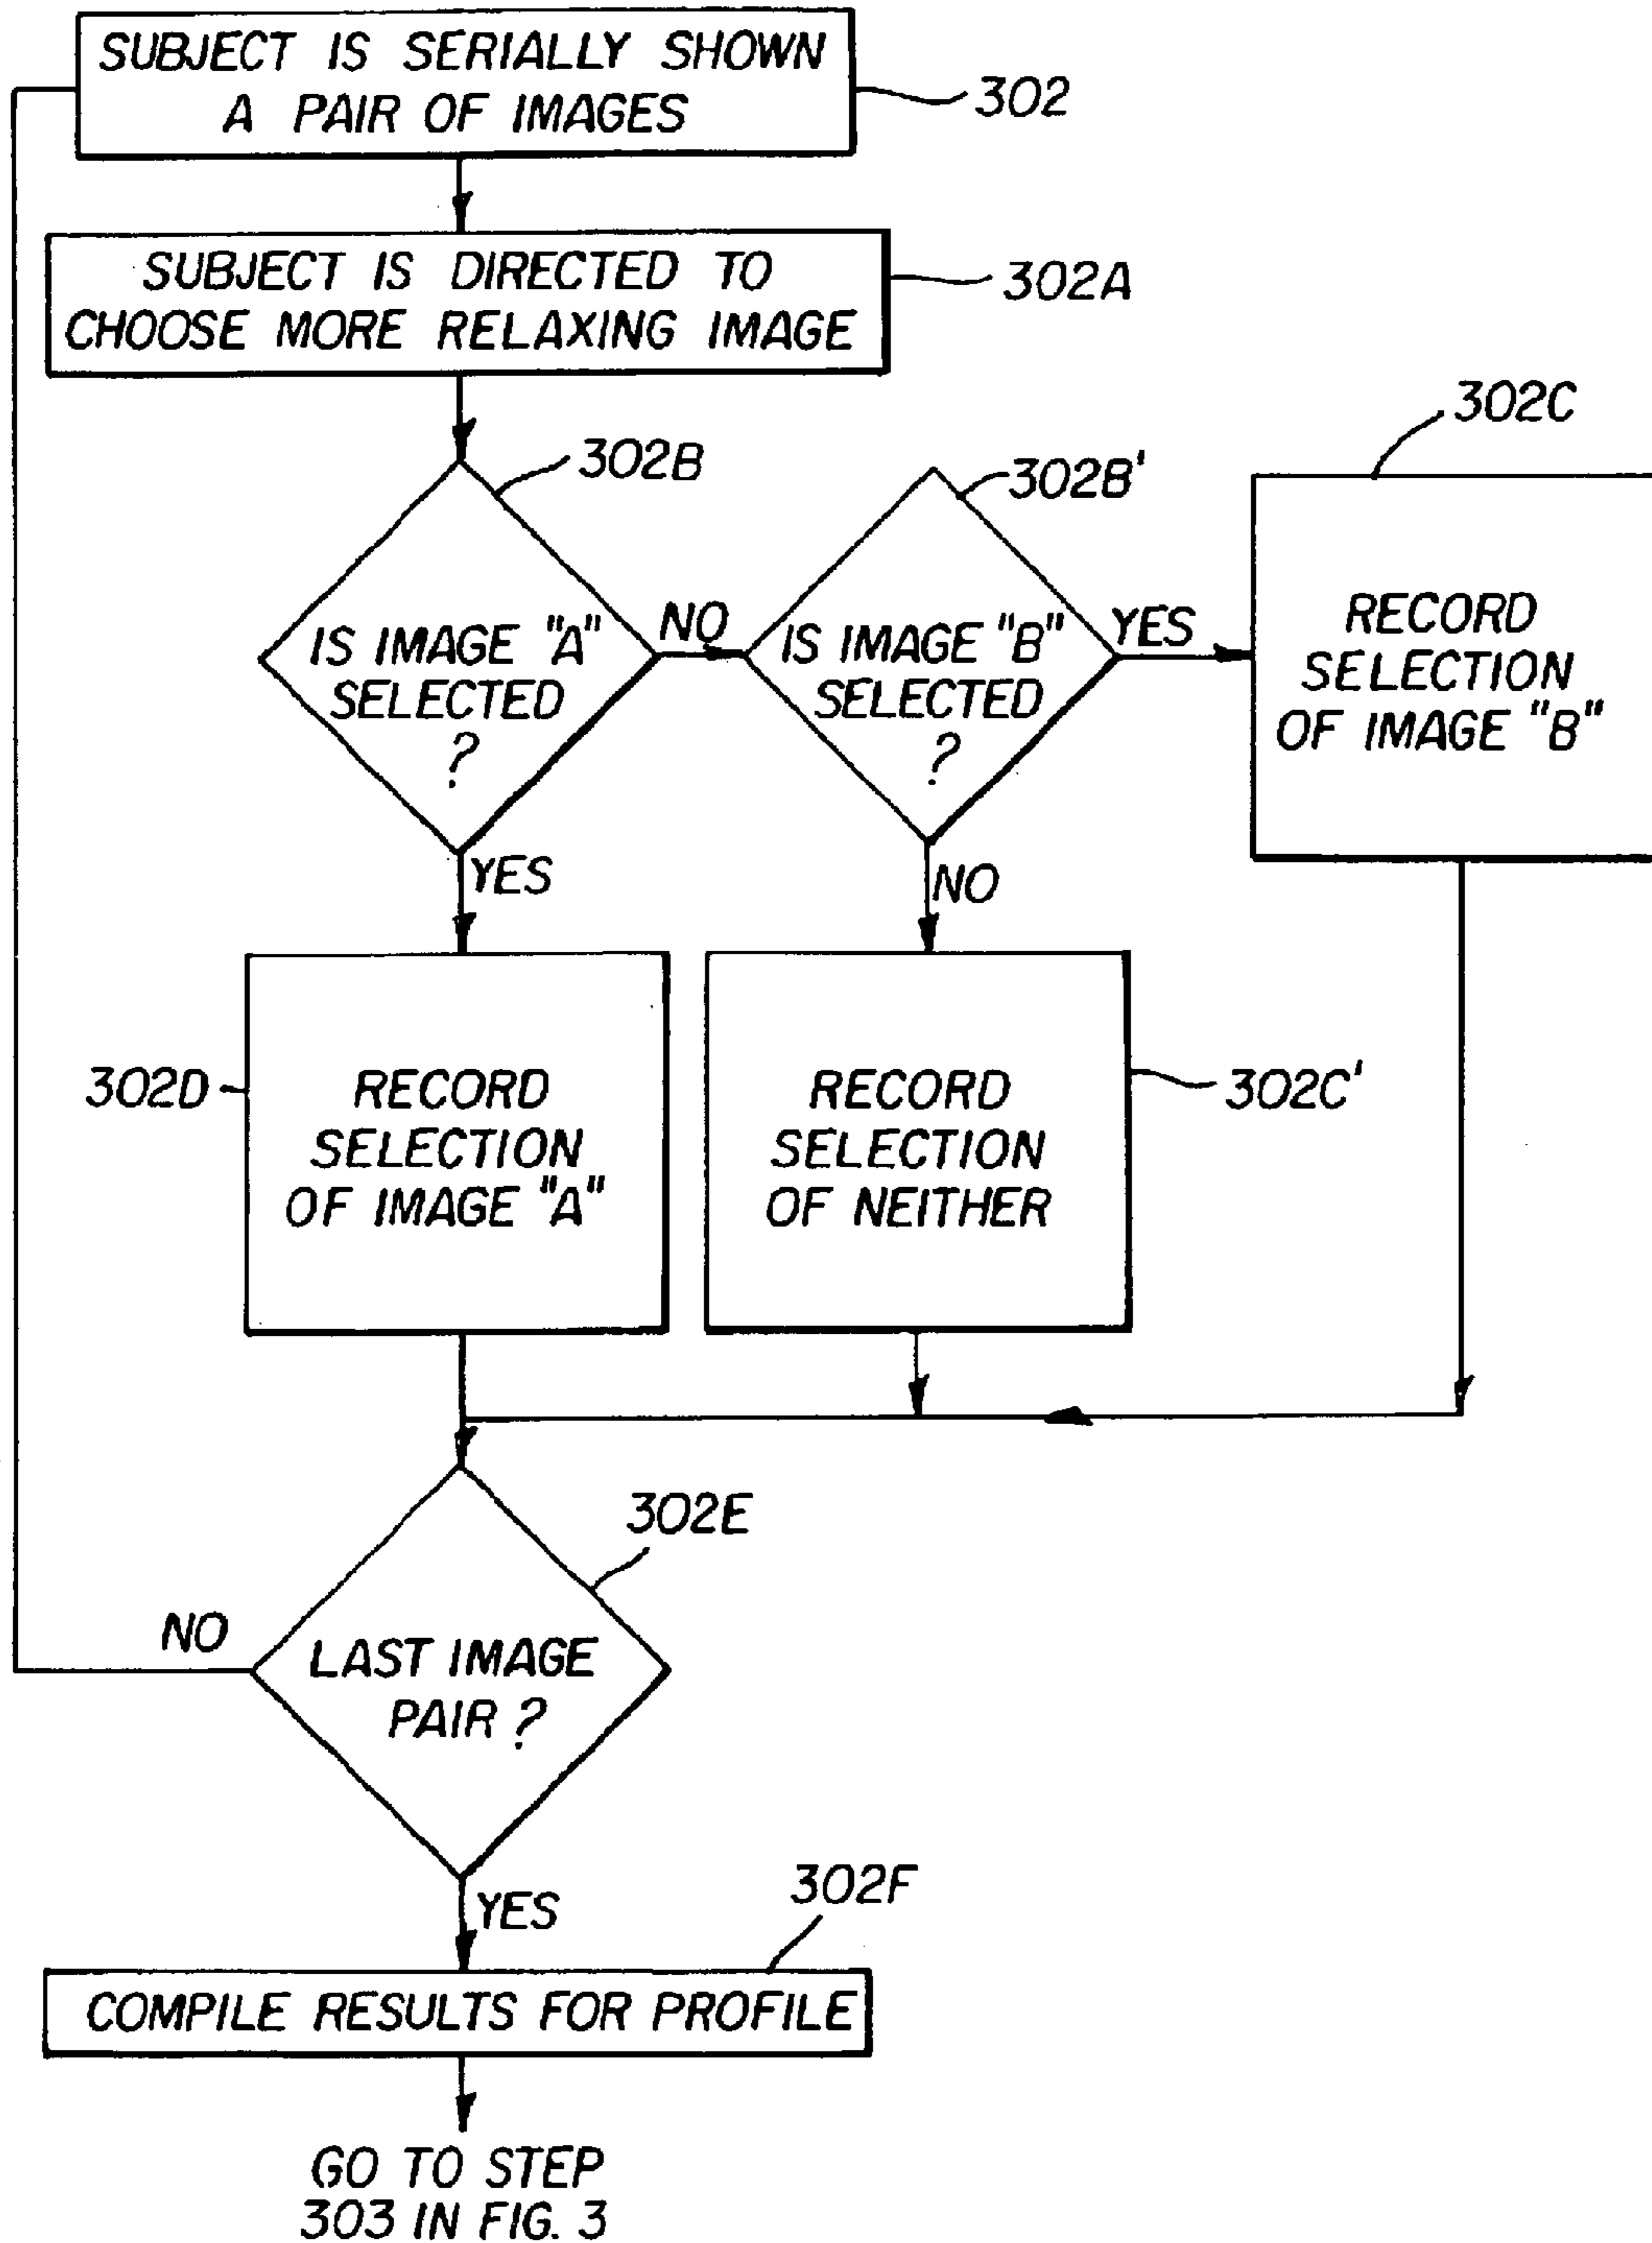 SUBJECT IS SERIALLY SHOWN
A PAIR OF IMAGES
302
SUBJECT IS DIRECTED TO
CHOOSE MORE RELAXING IMAGE
302A
302B
302B'
302C
IS IMAGE "A"
SELECTED
?
NO
IS IMAGE "B"
SELECTED
?
YES
RECORD
SELECTION
OF IMAGE "B"
YES
NO
302D
RECORD
SELECTION
OF IMAGE "A"
RECORD
SELECTION
OF NEITHER
302C'
302E
NO
LAST IMAGE
PAIR ?
YES
302F
COMPILE RESULTS FOR PROFILE
GO TO STEP
303 IN FIG. 3